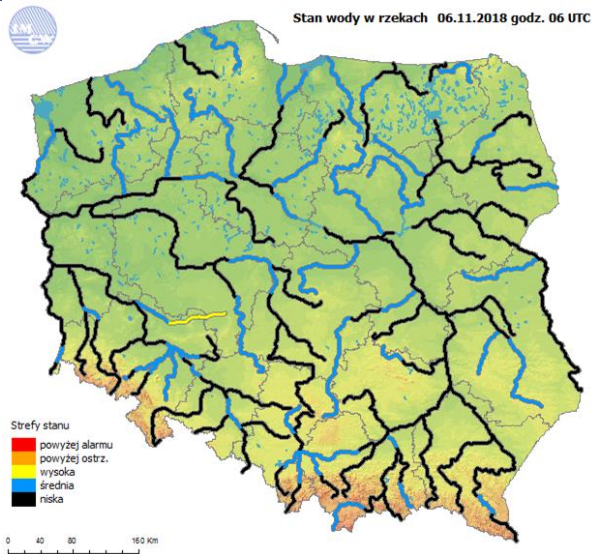 Stan wody w rzekach 06.11.2018 godz. 06 UTC
Strefy stanu
powyżej alarmu
powyżej ostrz.
wysoka
średnia
niska
0 40 80 160 Km